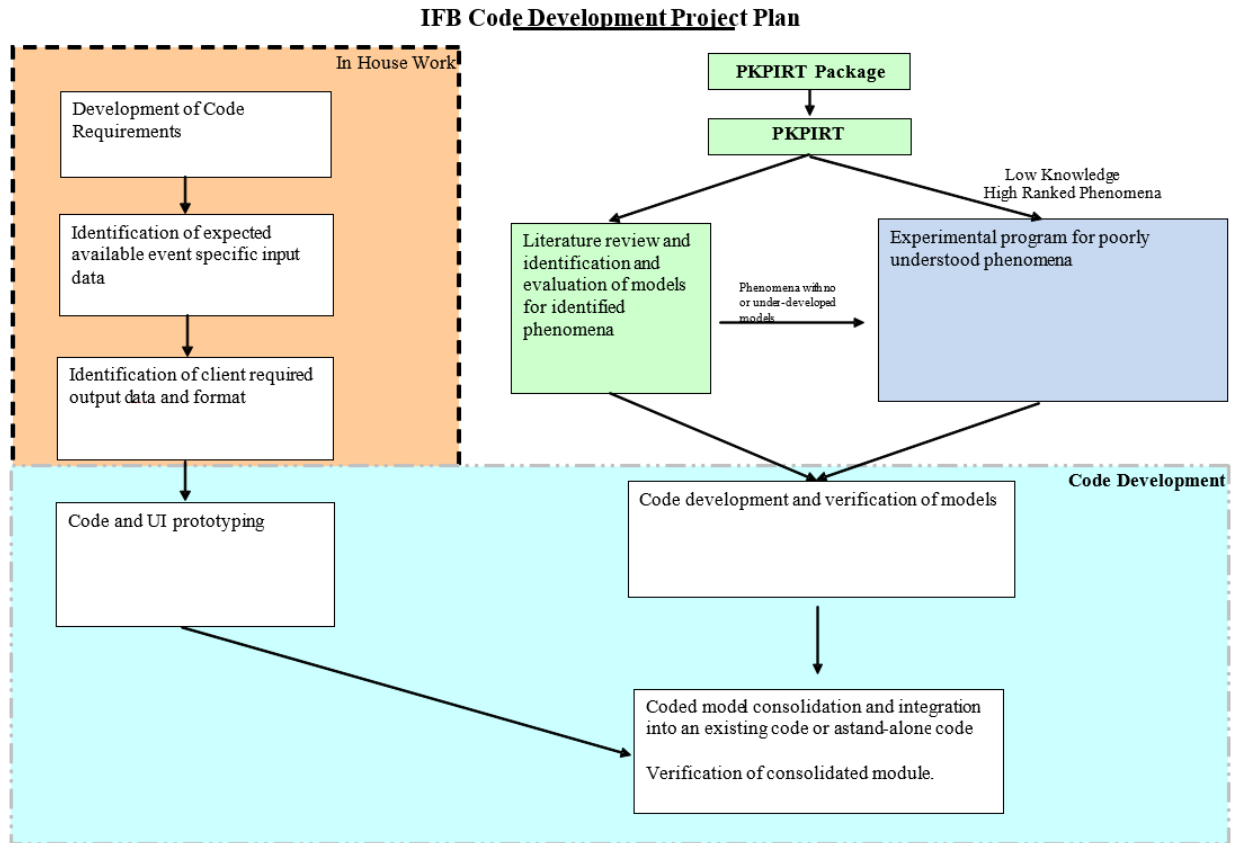 IFB Code Development Project Plan
In House Work
Development of Code
Requirements
Identification of expected
available event specific input
data
Identification of client required
output data and format
PKPIRT Package
PKPIRT
Low Knowledge
High Ranked Phenomena
Literature review and
identification and
evaluation of models
for identified
phenomena
Phenomena with no
or under-developed
models
Experimental program for poorly
understood phenomena
Code Development
Code and UI prototyping
Code development and verification of models
Coded model consolidation and integration
into an existing code or astand-alone code
Verification of consolidated module.